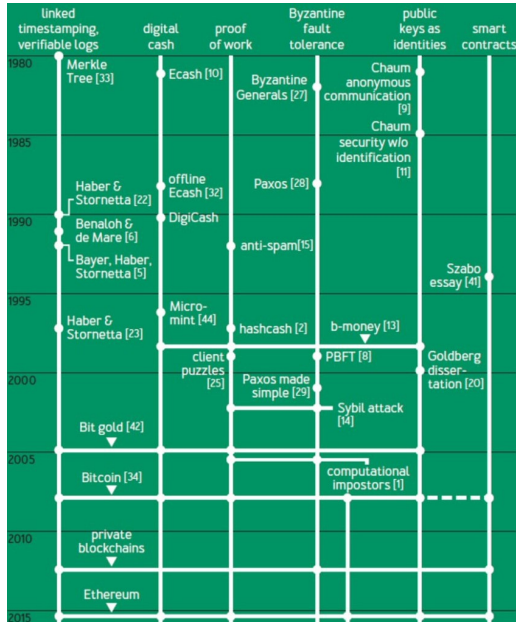 linked
timestamping,
verifiable logs
digital
cash
proof
of work
Byzantine
fault
tolerance
public
keys as
identities
smart
contracts
1980
Merkle
Tree [33]
Ecash [10]
Byzantine
Generals [27]
Chaum
anonymous
communication
[9]
Chaum
security w/o
identification
[11]
1985
offline
Ecash [32]
Paxos [28]
Haber &
Stornetta [22]
1990
DigiCash
Benaloh &
de Mare [6]
Bayer, Haber,
Stornetta [5]
anti-spam[15]
Szabo
essay [41]
1995
Micro-
mint [44]
Haber &
Stornetta [23]
hashcash [2]
b-money [13]
client
puzzles
[25]
PBFT [8]
Goldberg
disser-
tation
[20]
2000
Paxos made
simple [29]
Sybil attack
[14]
Bit gold [42]
2005
computational
impostors [1]
Bitcoin [34]
2010
private
blockchains
Ethereum
2015